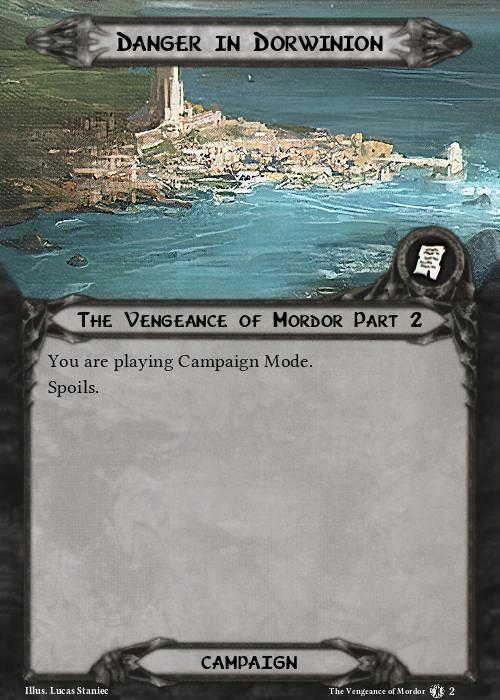 Danger in Dorwinion
The Vengeance of Mordor Part 2
You are playing Campaign Mode.
Spoils.
CAMPAIGN
Illus. Lucas Staniec
The Vengeance of Mordor 2